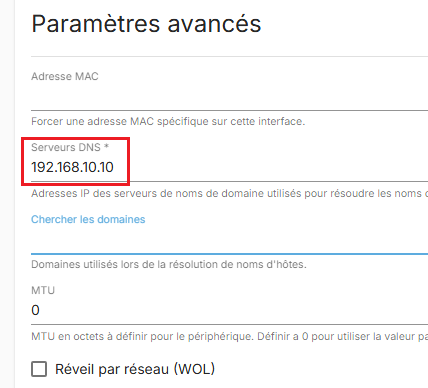 Paramètres avancés
Adresse MAC
Forcer une adresse MAC spécifique sur cette interface.
Serveurs DNS *
192.168.10.10
Adresses IP des serveurs de noms de domaine utilisés pour résoudre les noms
Chercher les domaines
Domaines utilisés lors de la résolution de noms d'hôtes.
MTU
0
MTU en octets à définir pour le périphérique. Définir a 0 pour utiliser la valeur
Réveil par réseau (WOL)